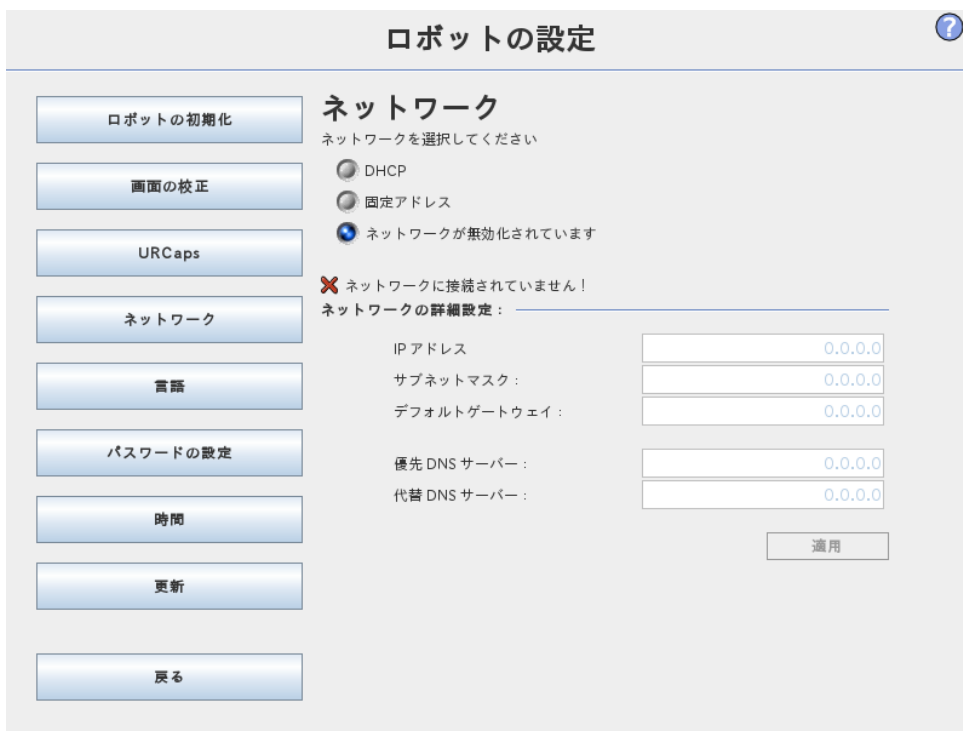 ロボットの設定
?
ロボットの初期化
画面の校正
URCaps
ネットワーク
言語
パスワードの設定
時間
更新
戻る
ネットワーク
ネットワークを選択してください
DHCP
固定アドレス
ネットワークが無効化されています
ネットワークに接続されていません!
ネットワークの詳細設定:
IP アドレス 0.0.0.0
サブネットマスク: 0.0.0.0
デフォルトゲートウェイ: 0.0.0.0
優先 DNS サーバー: 0.0.0.0
代替 DNS サーバー: 0.0.0.0
適用